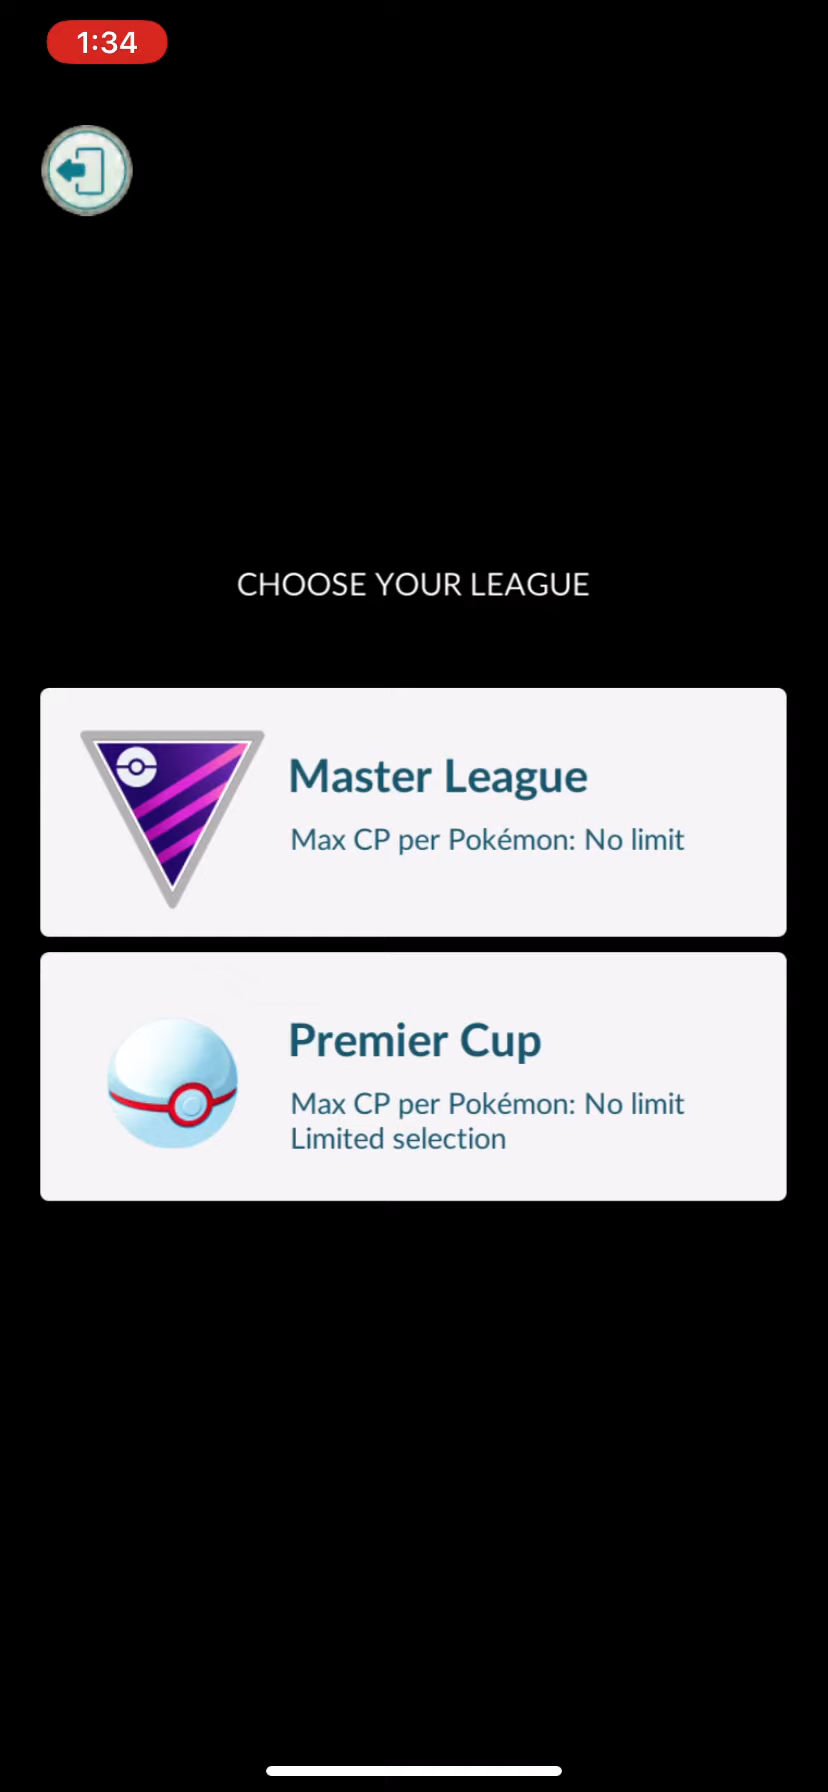 1:34
CHOOSE YOUR LEAGUE
Master League
Max CP per Pokémon: No limit
Premier Cup
Max CP per Pokémon: No limit
Limited selection